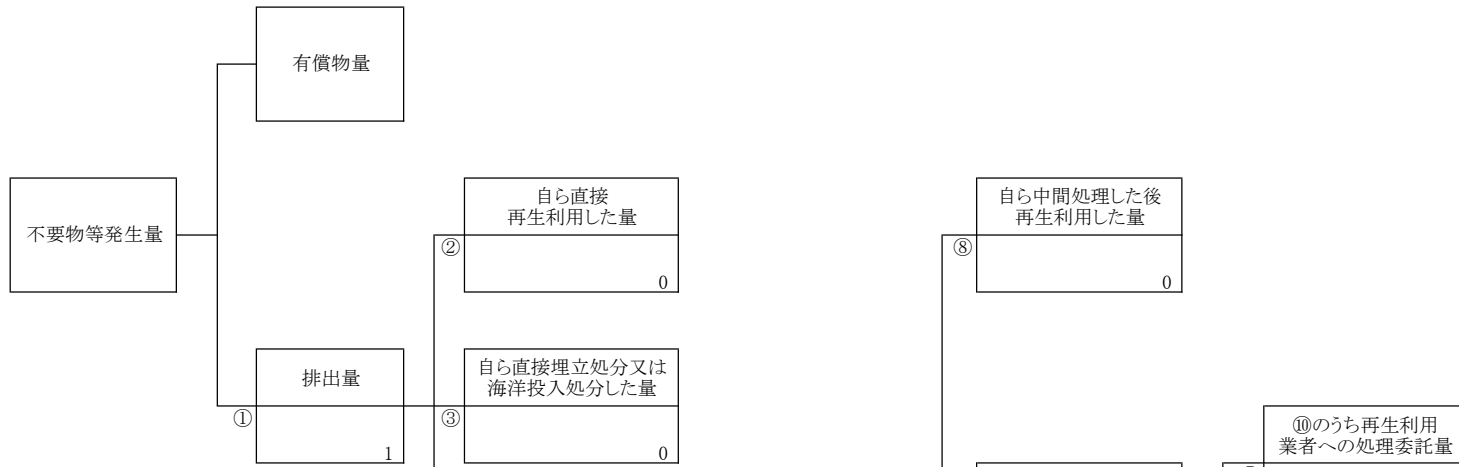 有償物量
不要物等発生量
自ら直接
再生利用した量
②
0
自ら中間処理した後
再生利用した量
⑧
0
排出量
①
1
自ら直接埋立処分又は
海洋投入処分した量
③
0
⑩のうち再生利用
業者への処理委託量